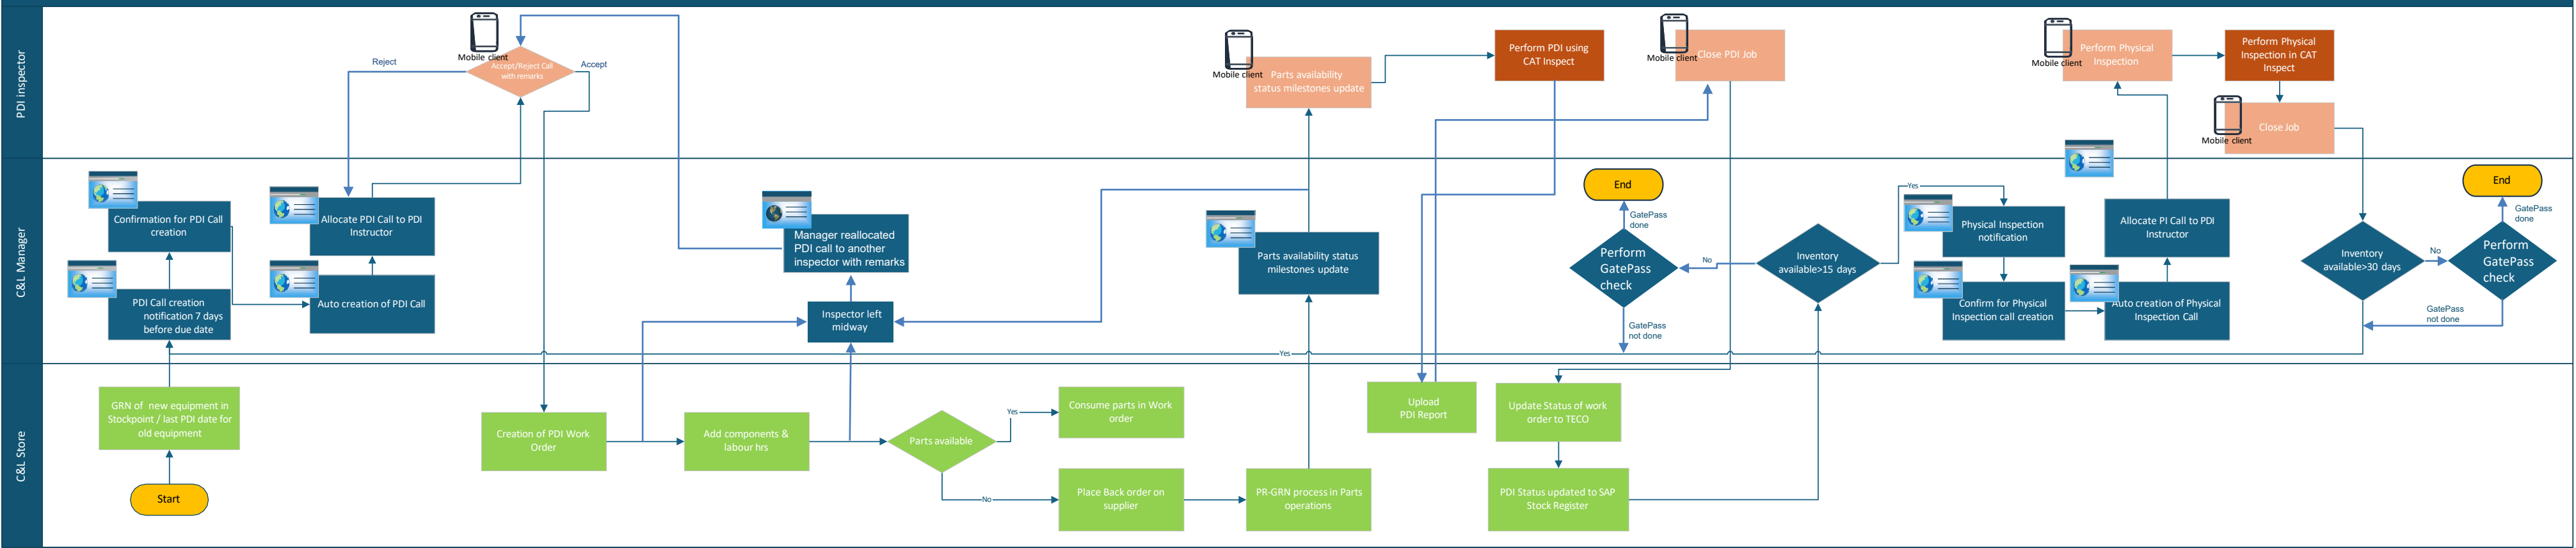 PDI inspector
Mobile client
Accept/Reject Call
with remarks
Reject
Accept
Mobile client
Parts availability
status milestones update
Perform PDI using
CAT Inspect
Mobile client
Close PDI Job
Mobile client
Perform Physical
Inspection
Perform Physical
Inspection in CAT
Inspect
Mobile client
Close Job
C&L Manager
Confirmation for PDI Call
creation
PDI Call creation
notification 7 days
before due date
Allocate PDI Call to PDI
Instructor
Auto creation of PDI Call
Manager reallocated
PDI call to another
inspector with remarks
Inspector left
midway
Parts availability status
milestones update
End
GatePass
done
Perform
GatePass
check
GatePass
not done
No
Inventory
available>15 days
Yes
Physical Inspection
notification
Confirm for Physical
Inspection call creation
Allocate PI Call to PDI
Instructor
Auto creation of Physical
Inspection Call
Inventory
available>30 days
No
End
GatePass
done
Perform
GatePass
check
GatePass
not done
Yes
C&L Store
GRN of new equipment in
Stockpoint / last PDI date for
old equipment
Start
Creation of PDI Work
Order
Add components &
labour hrs
Parts available
Yes
Consume parts in Work
order
No
Place Back order on
supplier
PR-GRN process in Parts
operations
Upload
PDI Report
Update Status of work
order to TECO
PDI Status updated to SAP
Stock Register